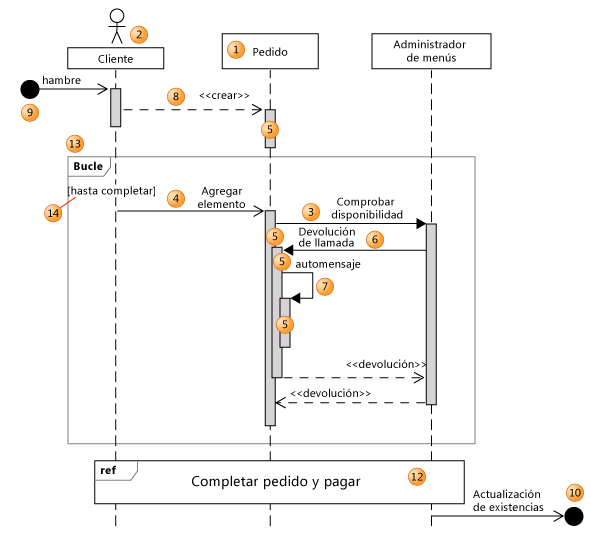 2
1
Cliente
Pedido
Administrador
de menús
hambre
8
<<crear>>
9
5
13
Bucle
[hasta completar]
14
4
Agregar
elemento
3
Comprobar
disponibilidad
5
Devolución
de llamada
6
5
automensaje
7
5
<<devolución>>
<<devolución>>
ref
Completar pedido y pagar
12
Actualización
de existencias
10